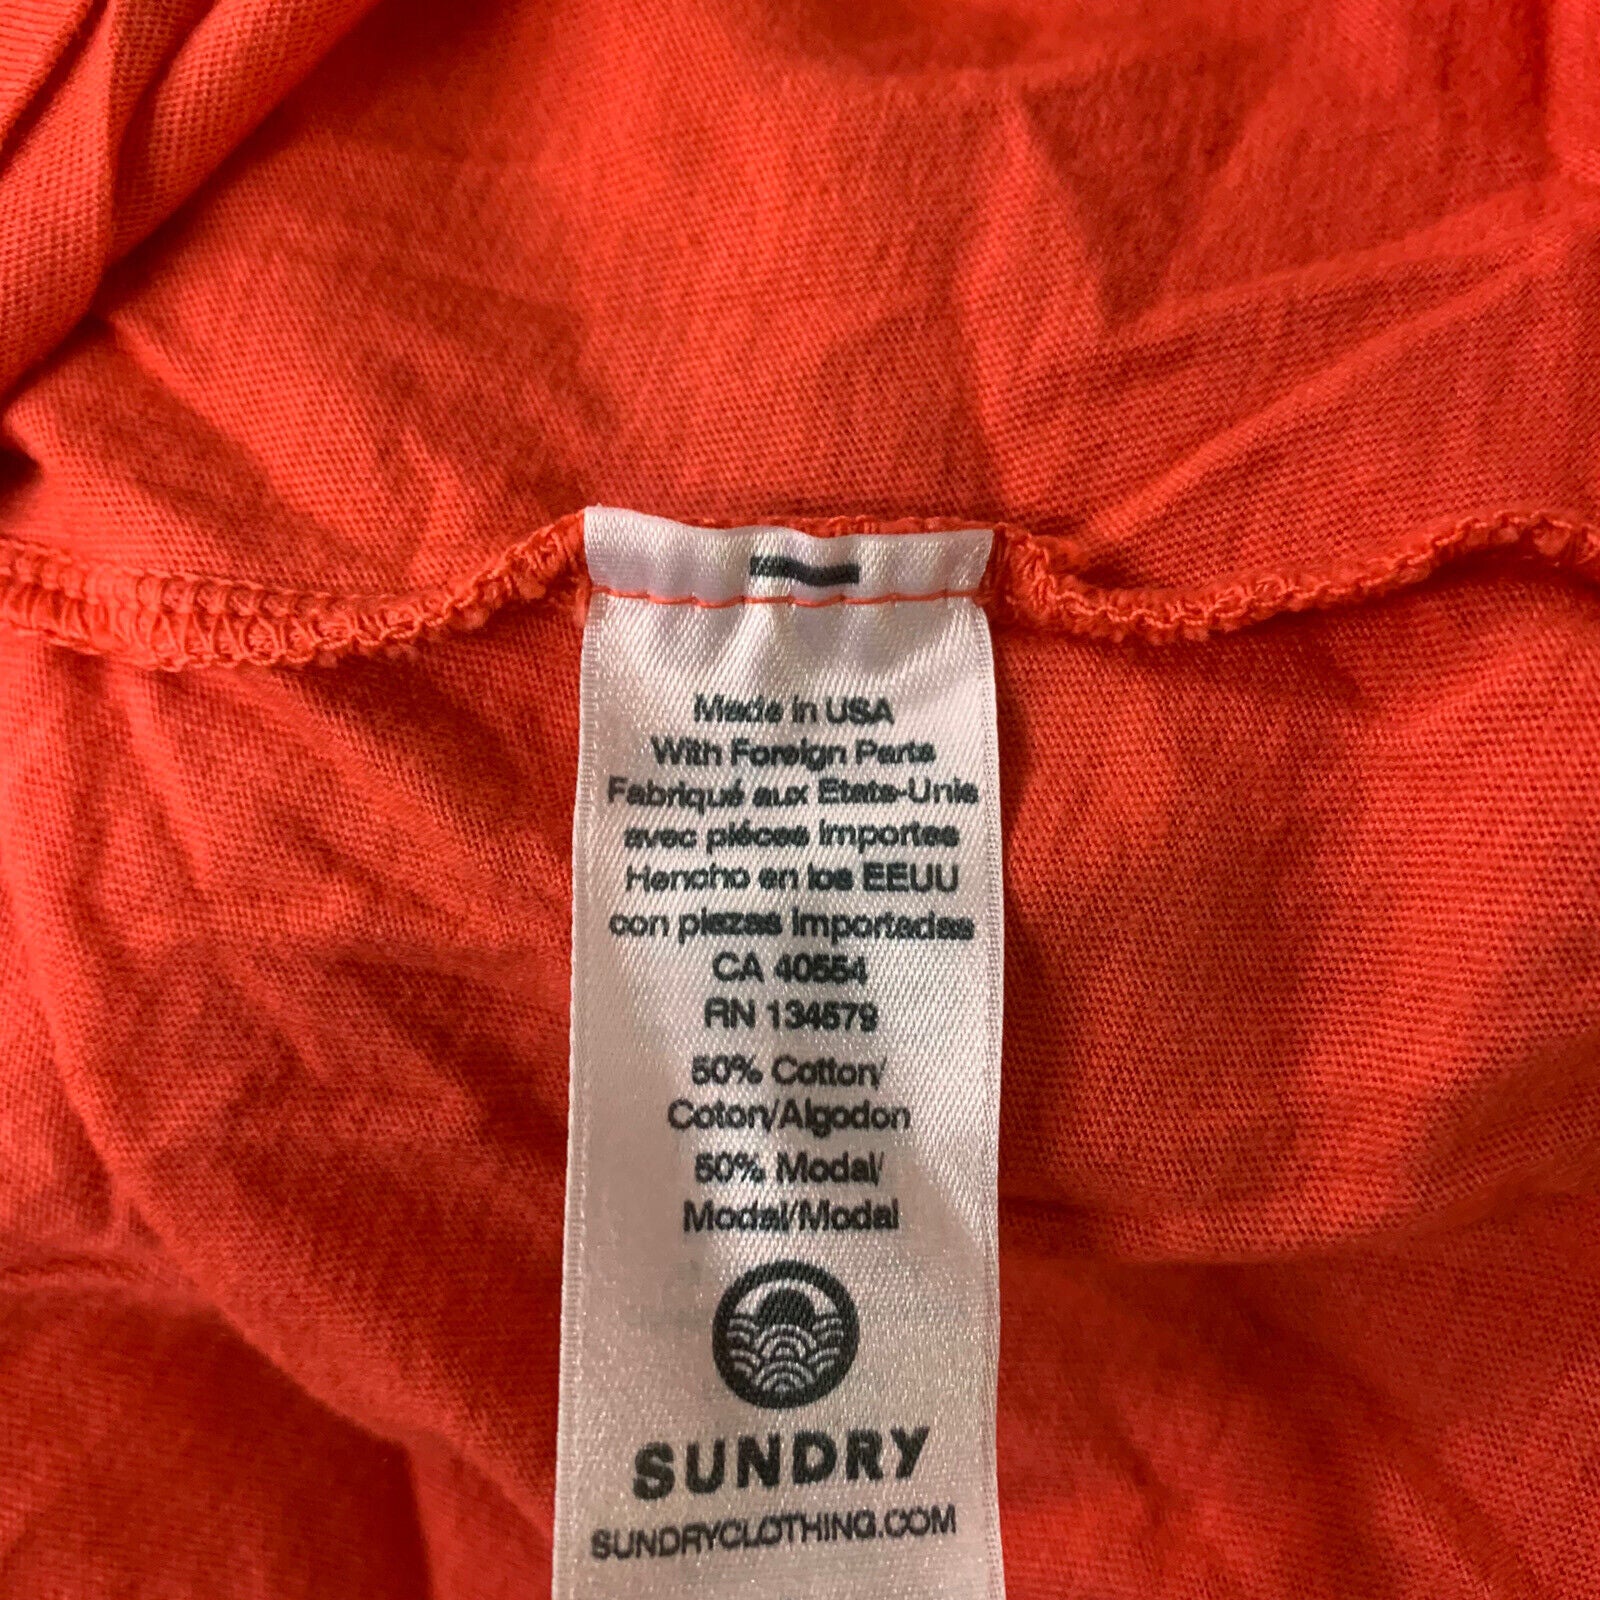 Made in USA
With Foreign Parts
Fabriqué aux Etats-Unis
avec piéces importes
Hencho en los EEUU
con piezas importadas
CA 40554
RN 134579
50% Cotton/
Coton/Algodon
50% Modal/
Modal/Modal
SUNDRY
SUNDRYCLOTHING.COM